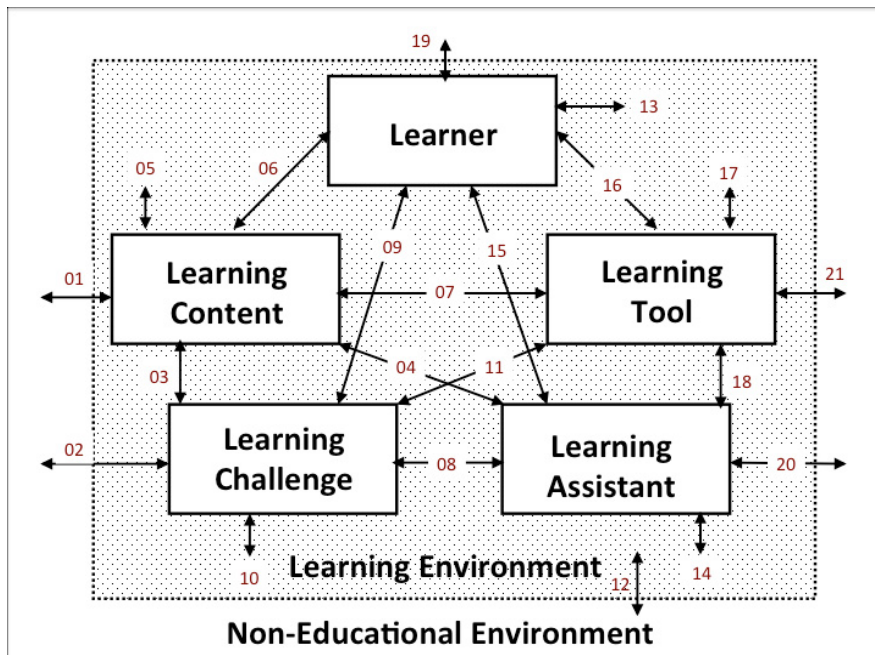 19
13
Learner
05
06
16
17
09
15
Learning
Content
Learning
Tool
01
07
21
03
04
11
18
02
Learning
Challenge
08
Learning
Assistant
20
10
Learning Environment
12
14
Non-Educational Environment